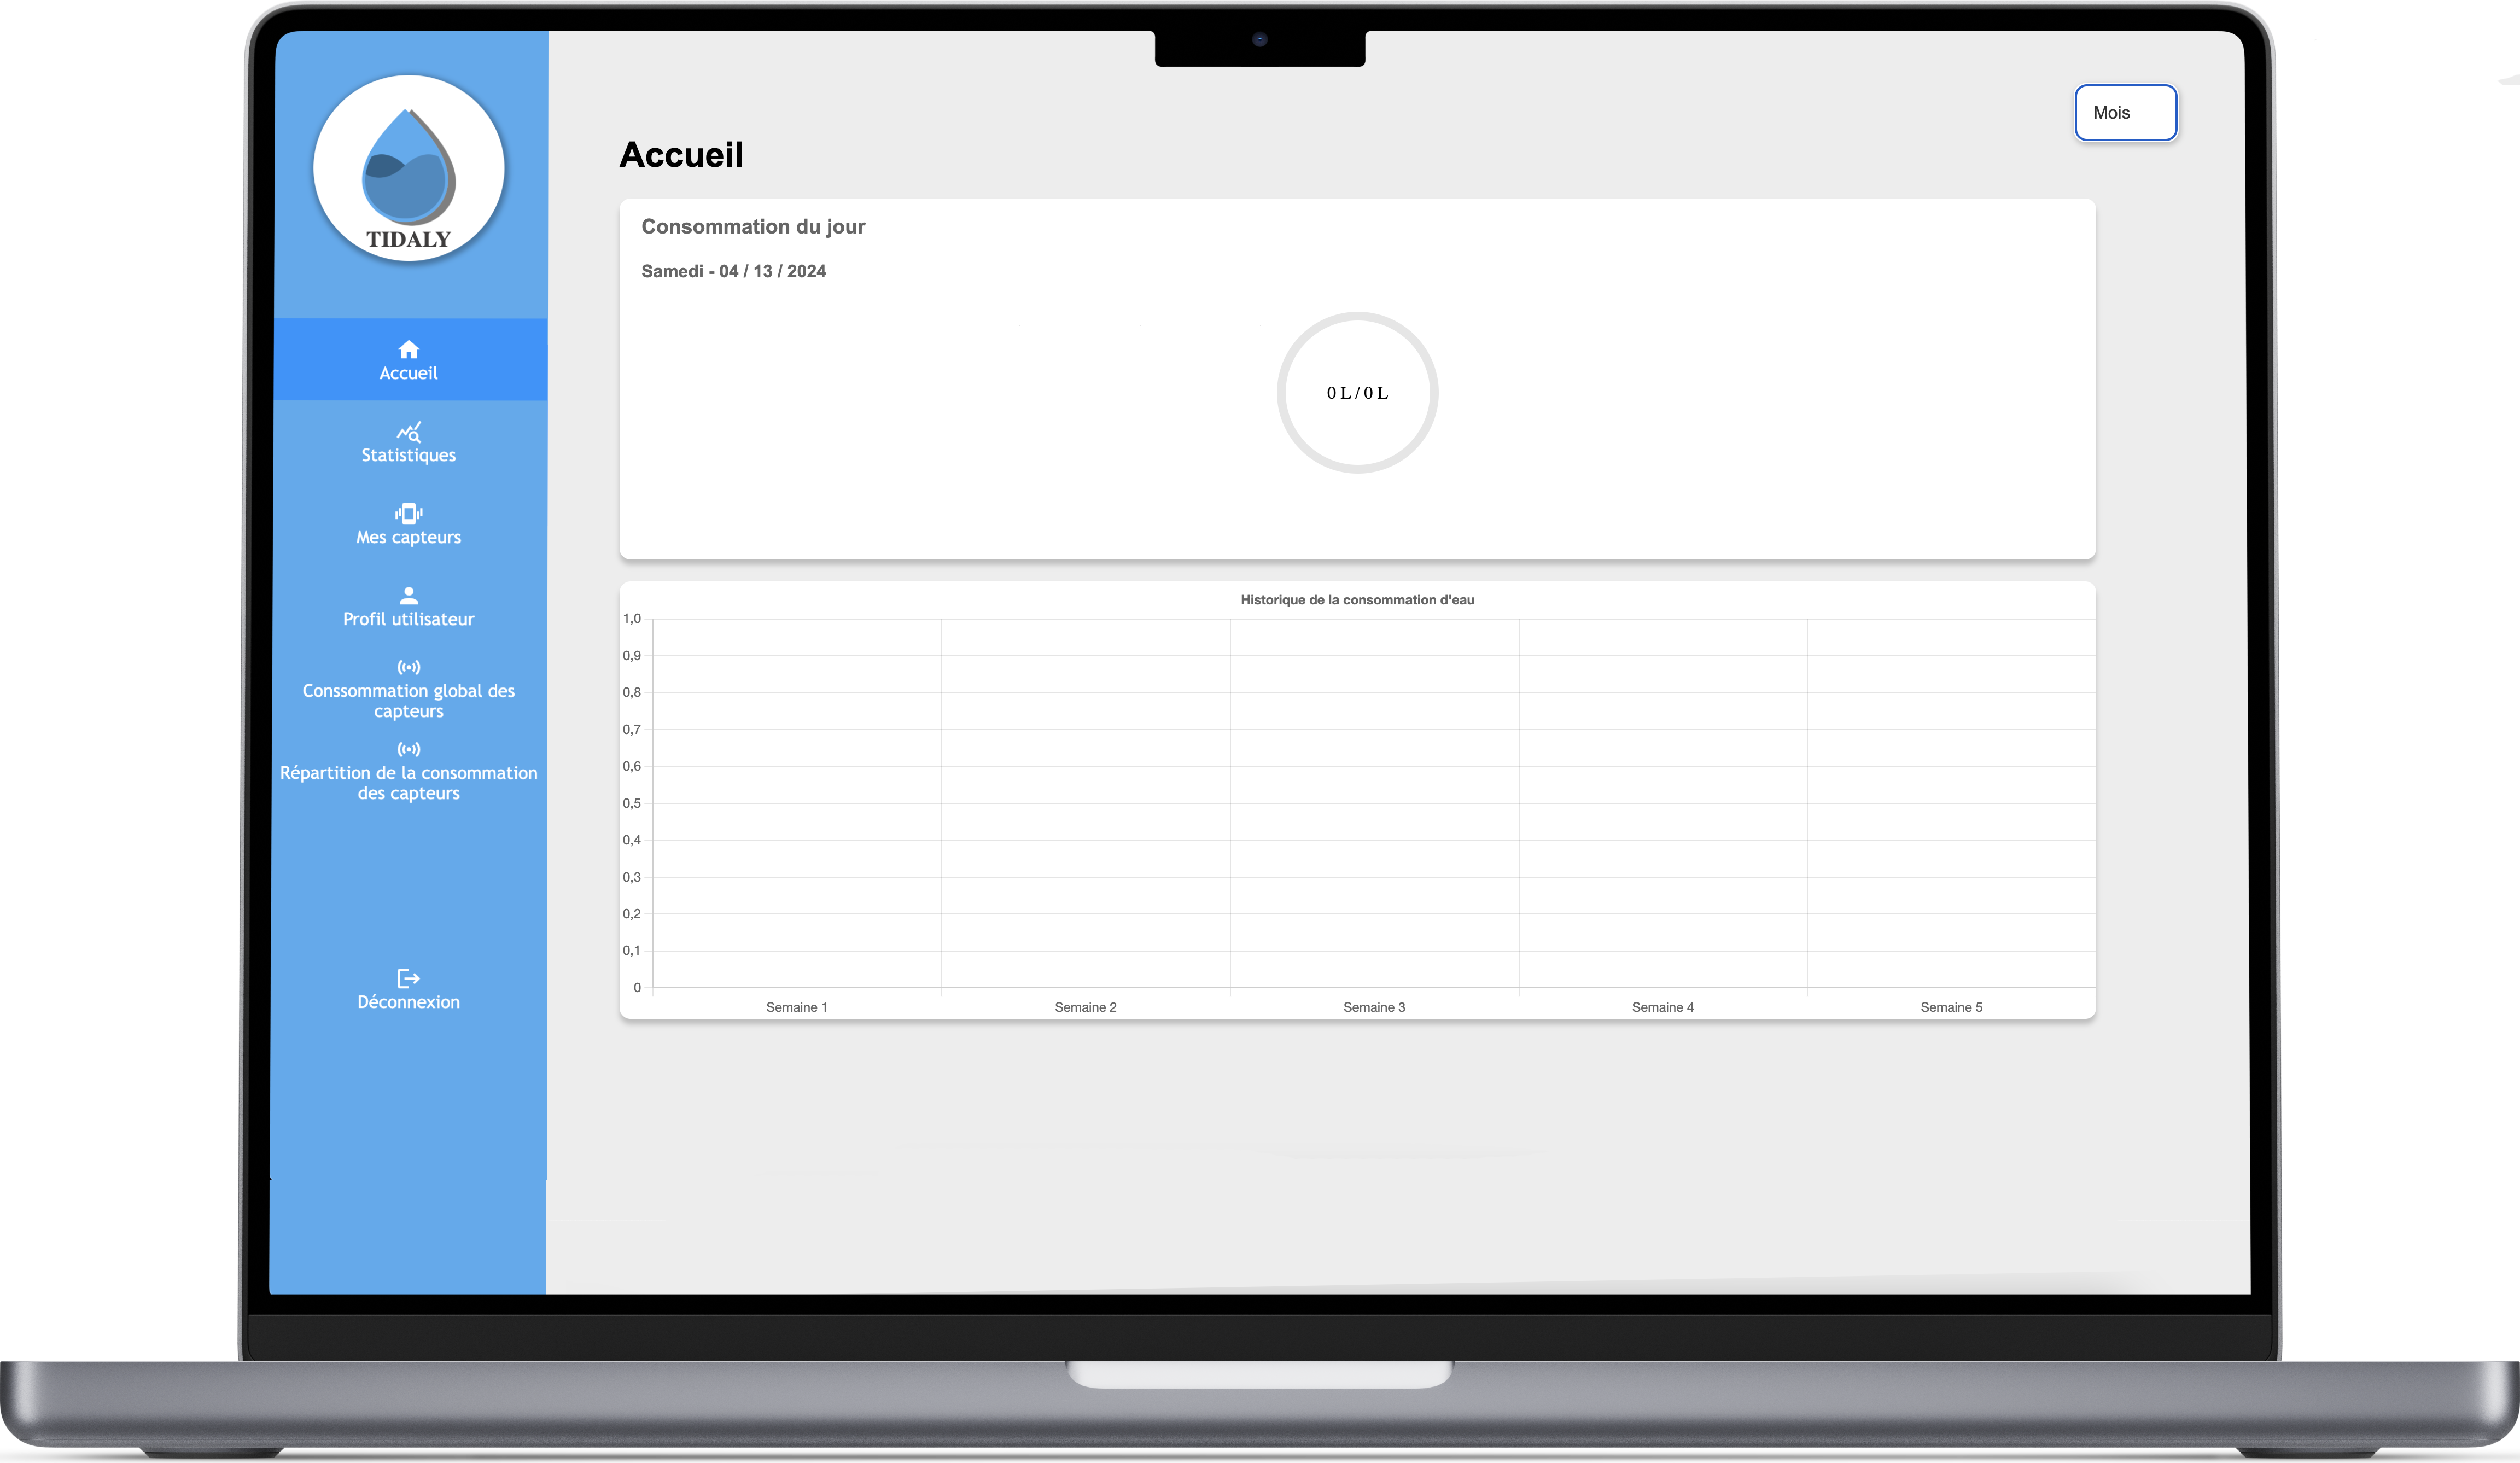 TIDALY
Accueil
Statistiques
Mes capteurs
Profil utilisateur
Conssommation global des
capteurs
Répartition de la consommation
des capteurs
Déconnexion
Mois
Accueil
Consommation du jour
Samedi - 04 / 13 / 2024
0 L / 0 L
Historique de la consommation d'eau
1,0
0,9
0,8
0,7
0,6
0,5
0,4
0,3
0,2
0,1
0
Semaine 1 Semaine 2 Semaine 3 Semaine 4 Semaine 5